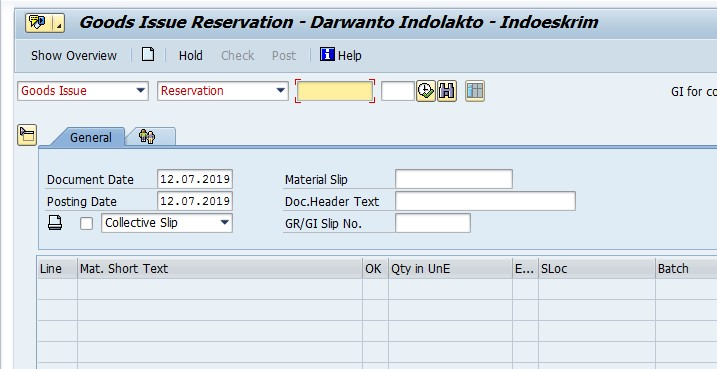 Goods Issue Reservation - Darwanto Indolakto - Indoeskrim
Show Overview Hold Check Post Help
Goods Issue Reservation GI for co
General
Document Date 12.07.2019 Material Slip
Posting Date 12.07.2019 Doc.Header Text
Collective Slip GR/GI Slip No.
Line Mat. Short Text OK Qty in UnE E... SLoc Batch